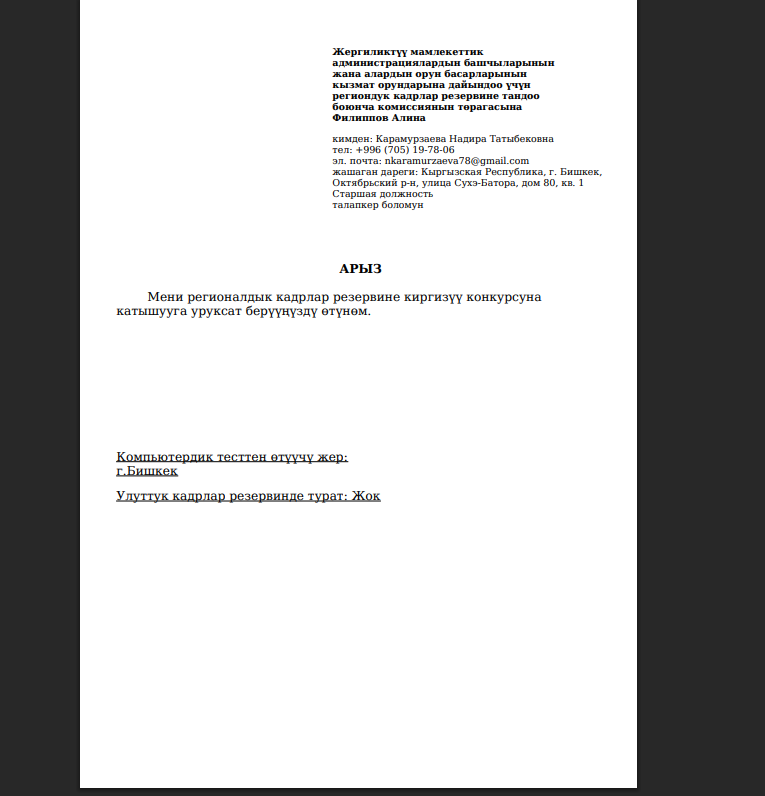 Жергиликтүү мамлекеттик
администрациялардын башчыларынын
жана алардын орун басарларынын
кызмат орундарына дайындоо үчүн
региондук кадрлар резервине тандоо
боюнча комиссиянын төрагасына
Филиппов Алина
кимден: Карамурзаева Надира Татыбековна
тел: +996 (705) 19-78-06
эл. почта: nkaramurzaeva78@gmail.com
жашаган дареги: Кыргызская Республика, г. Бишкек,
Октябрьский р-н, улица Сухэ-Батора, дом 80, кв. 1
Старшая должность
талапкер боломун
АРЫЗ
Мени регионалдык кадрлар резервине киргизүү конкурсуна
катышууга уруксат берүүңүздү өтүнөм.
Компьютердик тесттен өтүүчү жер:
г.Бишкек
Улуттук кадрлар резервинде турат: Жок